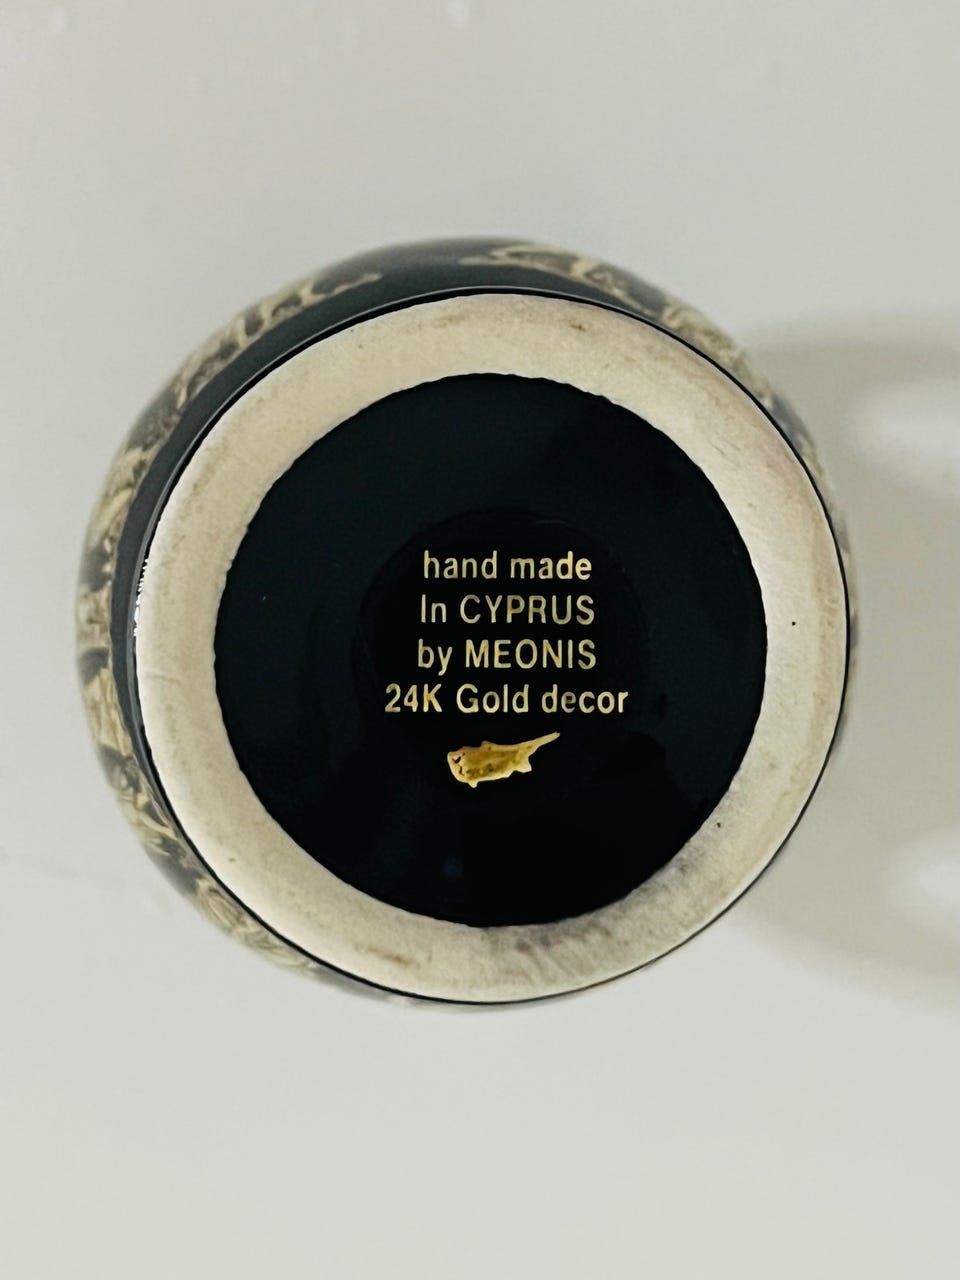 hand made
In CYPRUS
by MEONIS
24K Gold decor